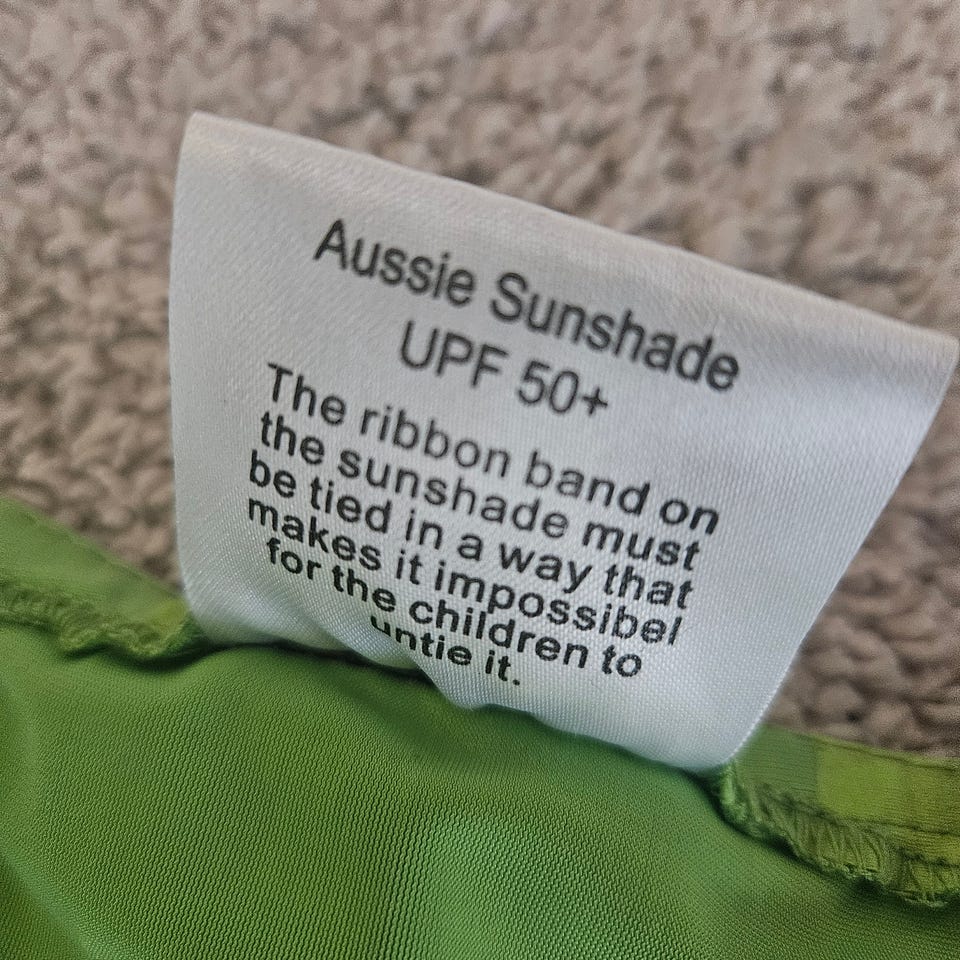 Aussie Sunshade
UPF 50+
The ribbon band on
the sunshade must
be tied in a way that
makes it impossibel
for the children to
untie it.